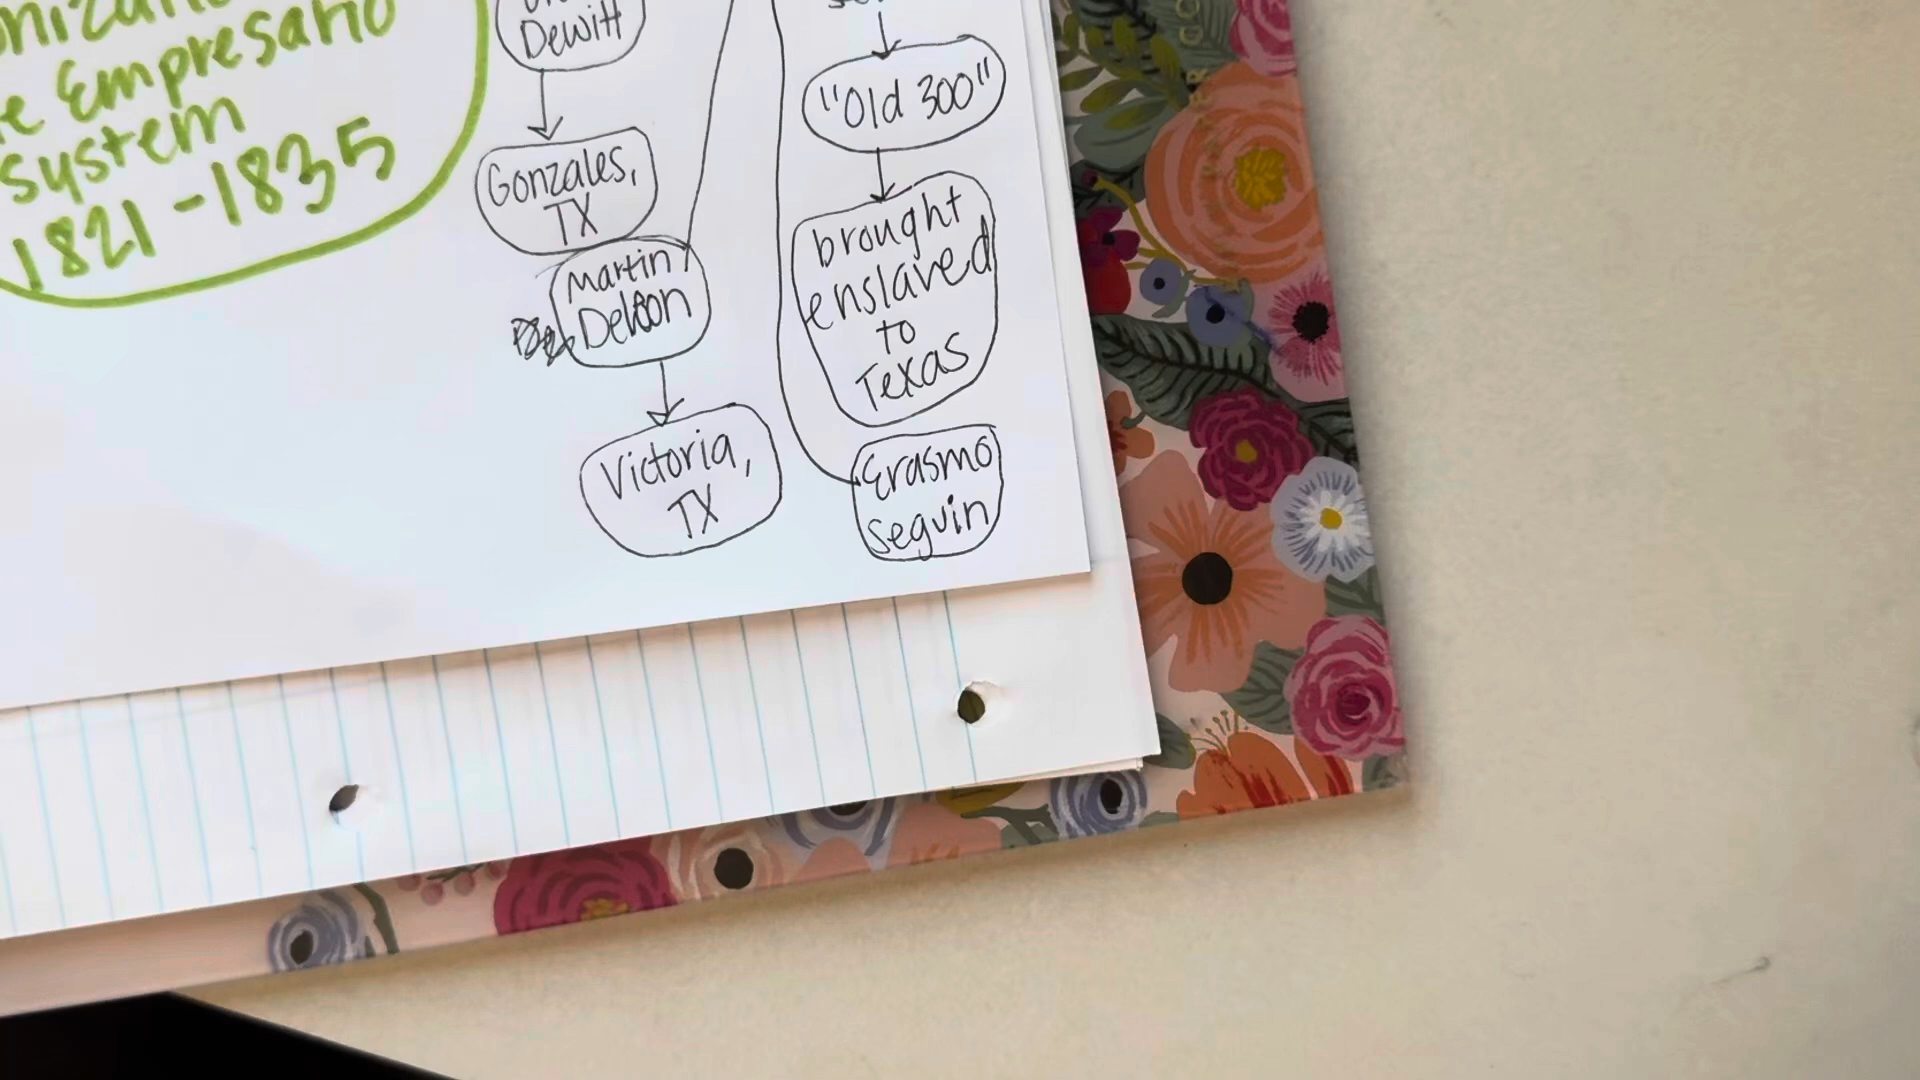 Empresario
system
1821-1835
Dewitt
Gonzales,
TX
Martin
Deleon
Victoria,
TX
"Old 300"
brought
enslaved
to
Texas
Erasmo
Seguin